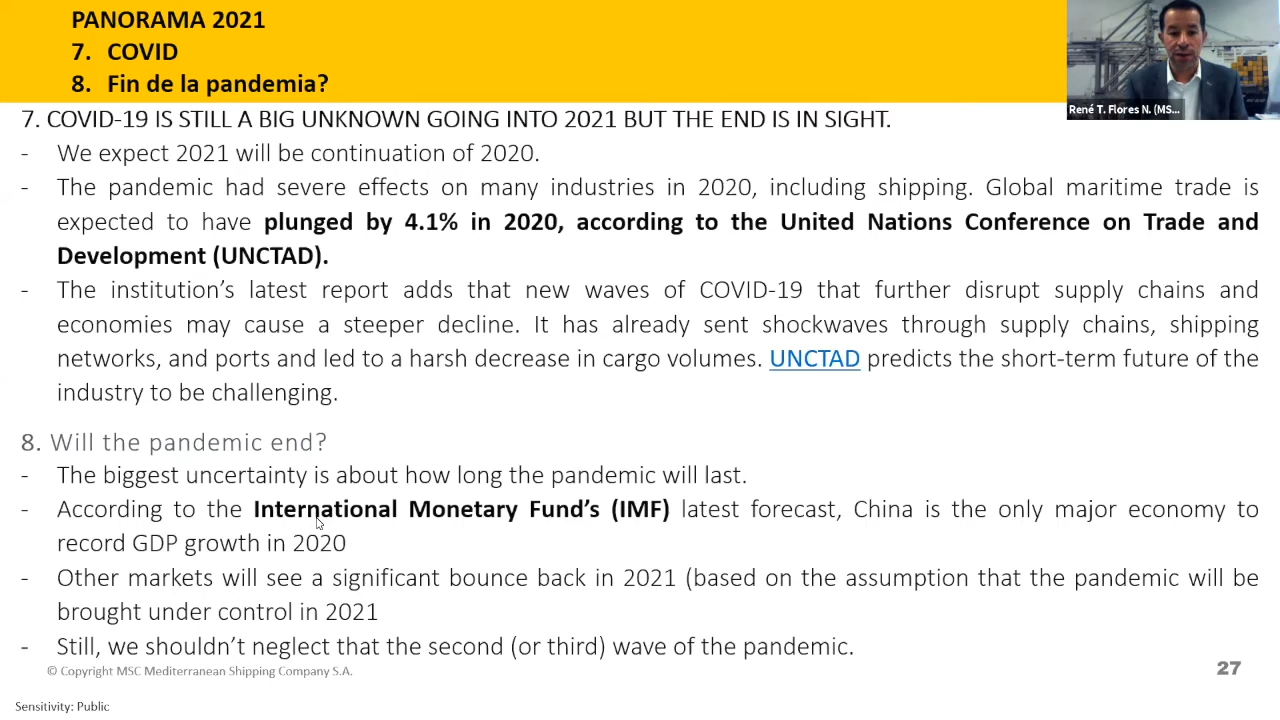 PANORAMA 2021
7. COVID
8. Fin de la pandemia?
René T. Flores N. (MS...
7. COVID-19 IS STILL A BIG UNKNOWN GOING INTO 2021 BUT THE END IS IN SIGHT.
- We expect 2021 will be continuation of 2020.
- The pandemic had severe effects on many industries in 2020, including shipping. Global maritime trade is
expected to have plunged by 4.1% in 2020, according to the United Nations Conference on Trade and
Development (UNCTAD).
- The institution’s latest report adds that new waves of COVID-19 that further disrupt supply chains and
economies may cause a steeper decline. It has already sent shockwaves through supply chains, shipping
networks, and ports and led to a harsh decrease in cargo volumes. UNCTAD predicts the short-term future of the
industry to be challenging.
8. Will the pandemic end?
- The biggest uncertainty is about how long the pandemic will last.
- According to the International Monetary Fund’s (IMF) latest forecast, China is the only major economy to
record GDP growth in 2020
- Other markets will see a significant bounce back in 2021 (based on the assumption that the pandemic will be
brought under control in 2021
- Still, we shouldn’t neglect that the second (or third) wave of the pandemic.
© Copyright MSC Mediterranean Shipping Company S.A.
27
Sensitivity: Public